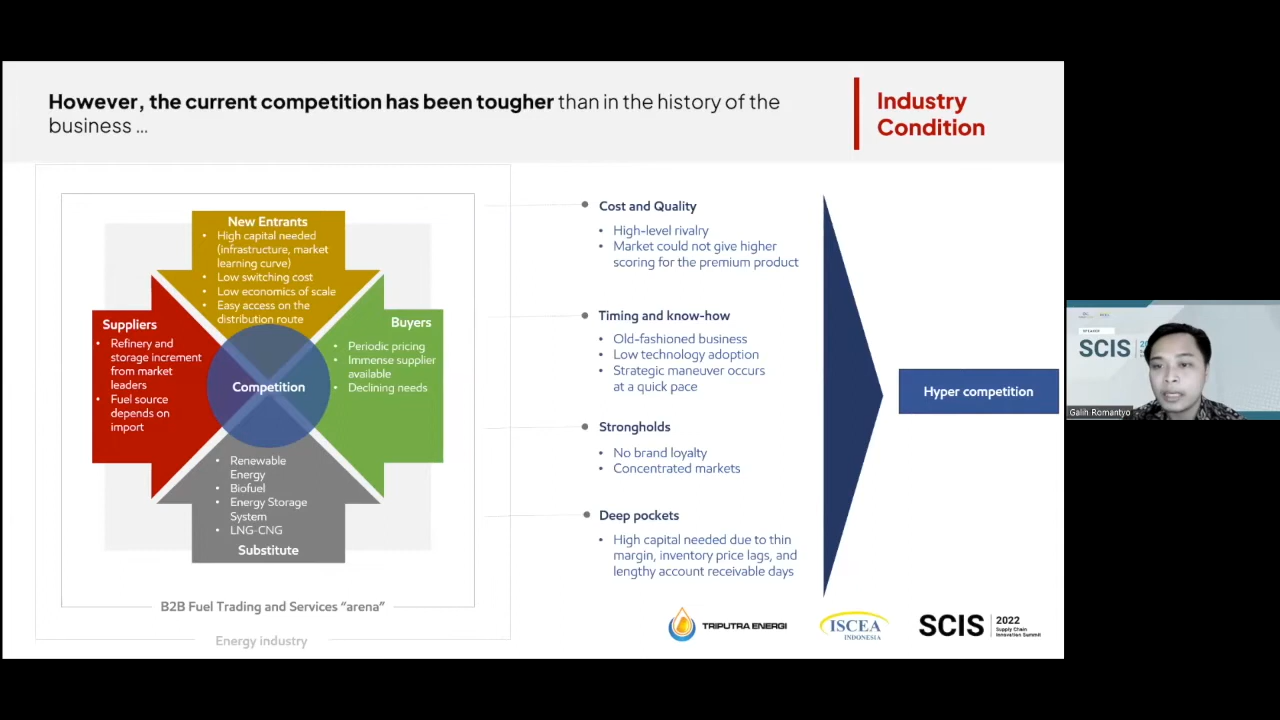 However, the current competition has been tougher than in the history of the
business ...
Industry
Condition
New Entrants
• High capital needed
(infrastructure, market
learning curve)
• Low switching cost
• Low economics of scale
• Easy access on the
distribution route
Suppliers
• Refinery and
storage increment
from market
leaders
• Fuel source
depends on
import
Competition
Buyers
• Periodic pricing
• Immense supplier
available
• Declining needs
• Renewable
Energy
• Biofuel
• Energy Storage
System
• LNG-CNG
Substitute
B2B Fuel Trading and Services “arena”
Energy industry
Cost and Quality
• High-level rivalry
• Market could not give higher
scoring for the premium product
Timing and know-how
• Old-fashioned business
• Low technology adoption
• Strategic maneuver occurs
at a quick pace
Strongholds
• No brand loyalty
• Concentrated markets
Deep pockets
• High capital needed due to thin
margin, inventory price lags, and
lengthy account receivable days
Hyper competition
TRIPUTRA ENERGI
ISCEA
INDONESIA
SCIS
2022
Supply Chain
Innovation Summit
SCIS
Galih Romantyo